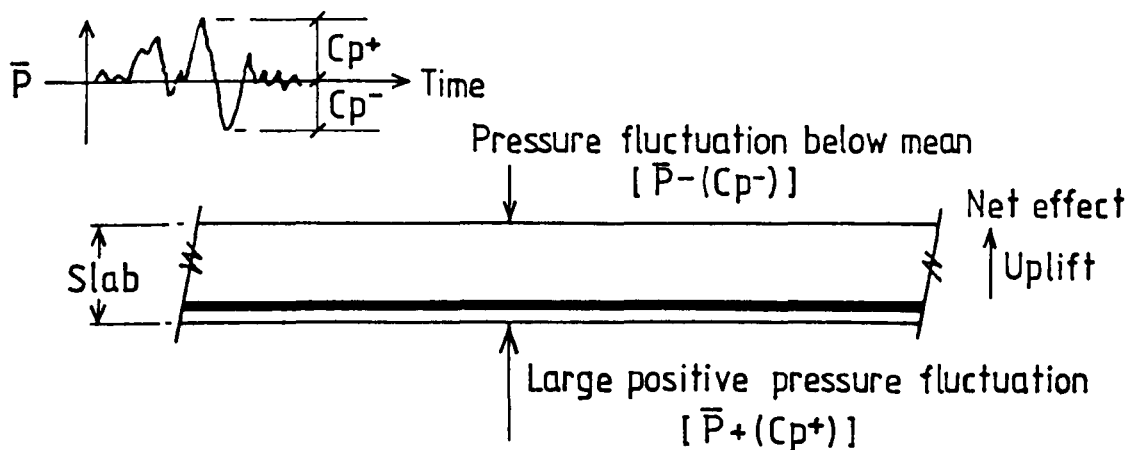 Cp⁺
P̅
Time
Cp⁻
Pressure fluctuation below mean
[ P̅-(Cp-) ]
Net effect
Uplift
Slab
Large positive pressure fluctuation
[ P̅+(Cp⁺) ]